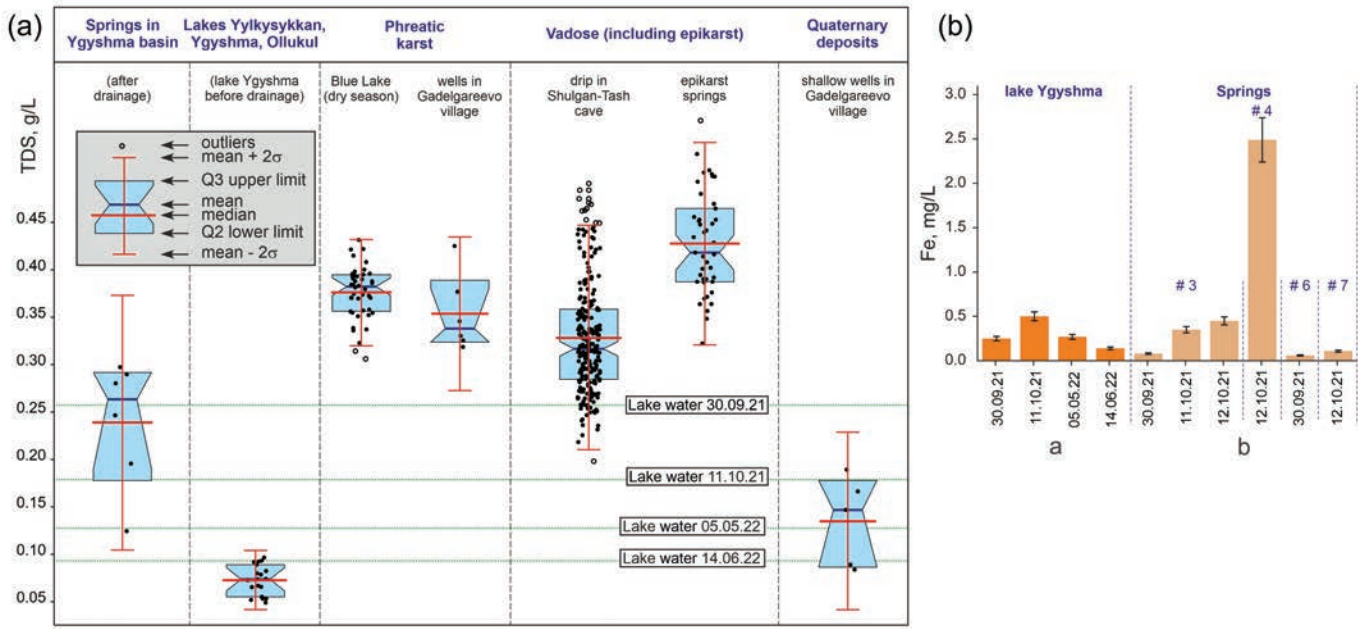 (a)
Springs in
Ygyshma basin
Lakes Yylkysykkan,
Ygyshma, Ollukul
Phreatic
karst
Vadose (including epikarst)
Quaternary
deposits
(after
drainage)
(lake Ygyshma
before drainage)
Blue Lake
(dry season)
wells in
Gadelgareevo
village
drip in
Shulgan-Tash
cave
epikarst
springs
shallow wells in
Gadelgareevo
village
TDS, g/L
outliers
mean + 2σ
Q3 upper limit
mean
median
Q2 lower limit
mean - 2σ
0.45
0.40
0.35
0.30
0.25
0.20
0.15
0.10
0.05
Lake water 30.09.21
Lake water 11.10.21
Lake water 05.05.22
Lake water 14.06.22
(b)
lake Ygyshma
Springs
# 4
# 3
# 6
# 7
Fe, mg/L
3.0
2.5
2.0
1.5
1.0
0.5
0.0
30.09.21
11.10.21
05.05.22
14.06.22
30.09.21
11.10.21
12.10.21
12.10.21
30.09.21
12.10.21
a
b